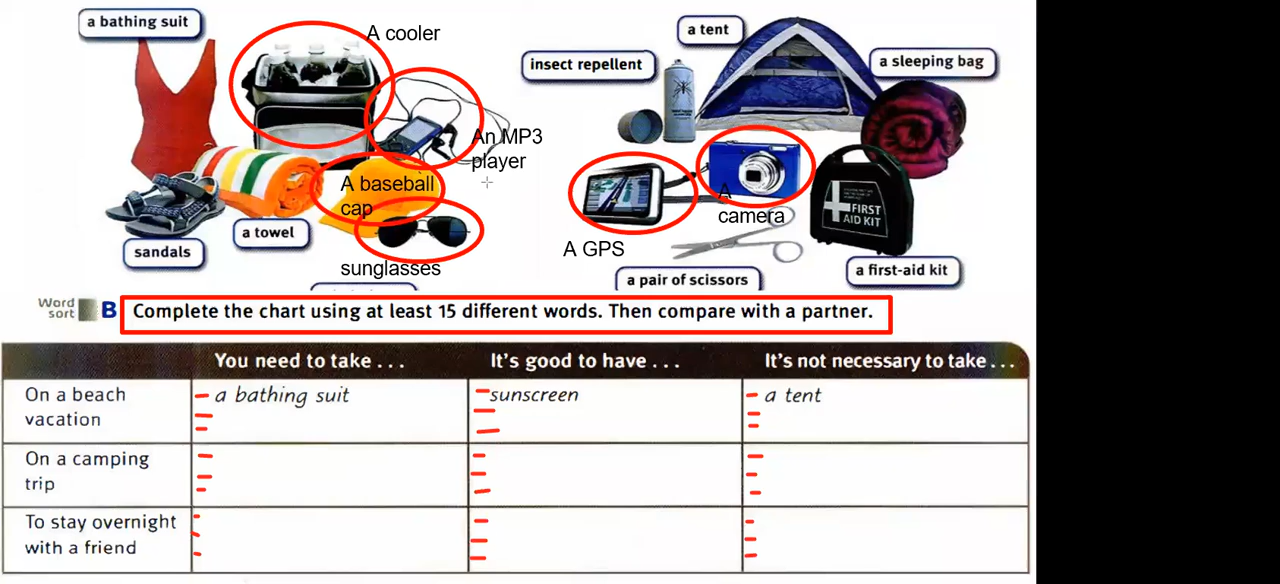 a bathing suit
A cooler
An MP3
player
A baseball
cap
sandals
a towel
sunglasses
a tent
insect repellent
a sleeping bag
A
camera
A GPS
FIRST
AID KIT
a pair of scissors
a first-aid kit
Word
sort
B Complete the chart using at least 15 different words. Then compare with a partner.
You need to take . . . It's good to have . . . It's not necessary to take . . .
On a beach
vacation
a bathing suit sunscreen a tent
On a camping
trip
To stay overnight
with a friend